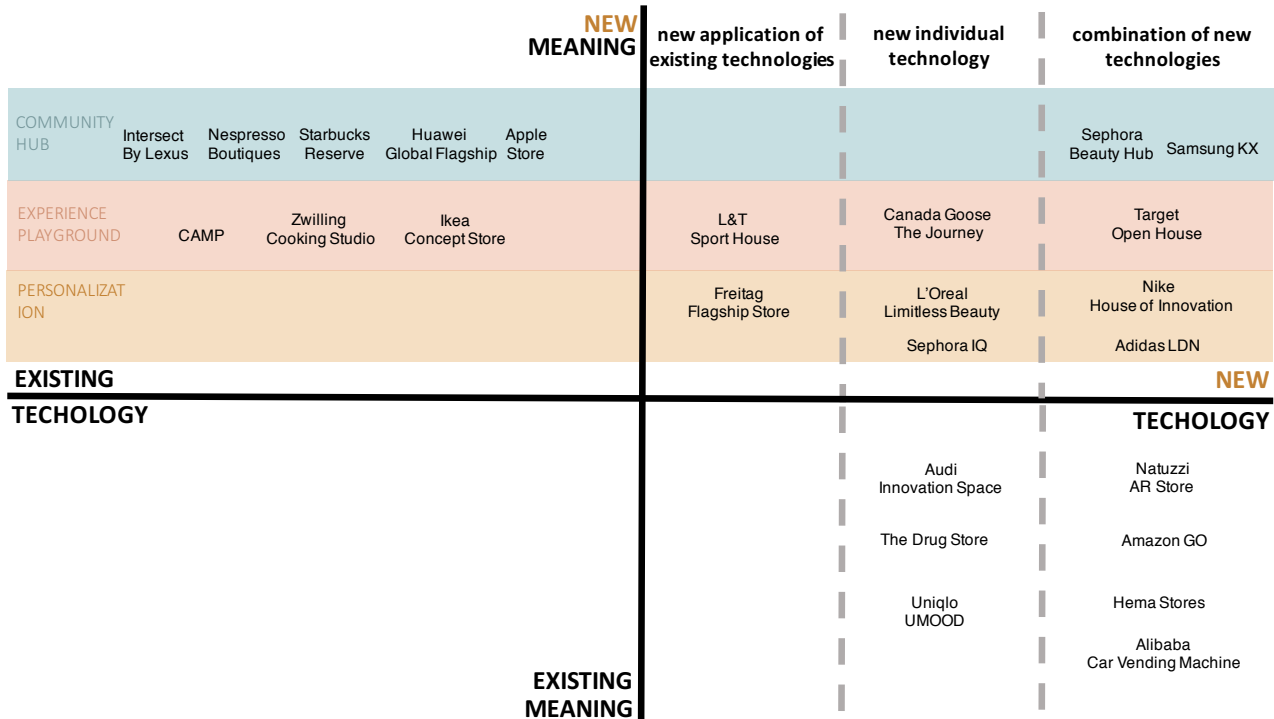 NEW
MEANING
new application of
existing technologies
new individual
technology
combination of new
technologies
COMMUNITY
HUB
Intersect
By Lexus
Nespresso
Boutiques
Starbucks
Reserve
Huawei
Global Flagship
Apple
Store
Sephora
Beauty Hub
Samsung KX
EXPERIENCE
PLAYGROUND
CAMP
Zwilling
Cooking Studio
Ikea
Concept Store
L&T
Sport House
Canada Goose
The Journey
Target
Open House
PERSONALIZAT
ION
Freitag
Flagship Store
L'Oreal
Limitless Beauty
Sephora IQ
Nike
House of Innovation
Adidas LDN
EXISTING
TECHOLOGY
NEW
TECHOLOGY
Audi
Innovation Space
Natuzzi
AR Store
The Drug Store
Amazon GO
Uniqlo
UMOOD
Hema Stores
Alibaba
Car Vending Machine
EXISTING
MEANING